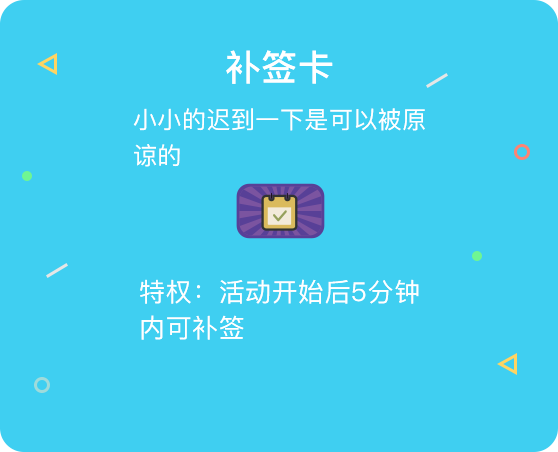 补签卡
小小的迟到一下是可以被原
谅的
特权：活动开始后5分钟
内可补签